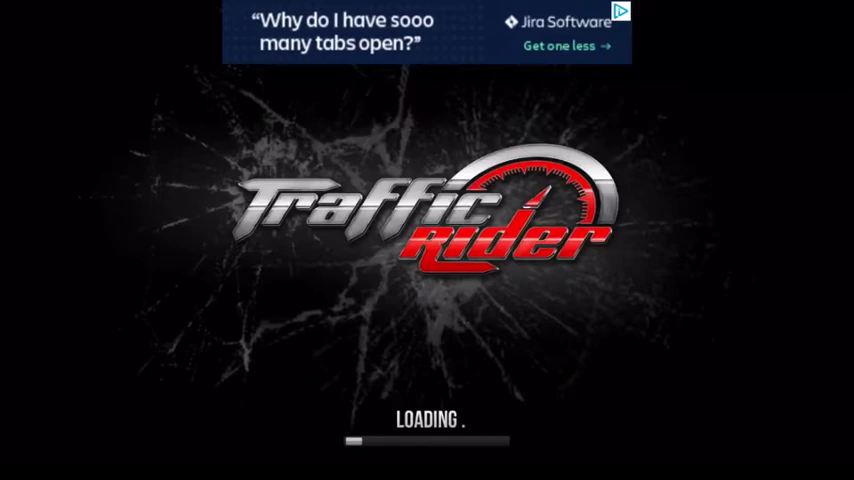 “Why do I have sooo
many tabs open?”
Jira Software
Get one less →
Traffic
Rider
LOADING .